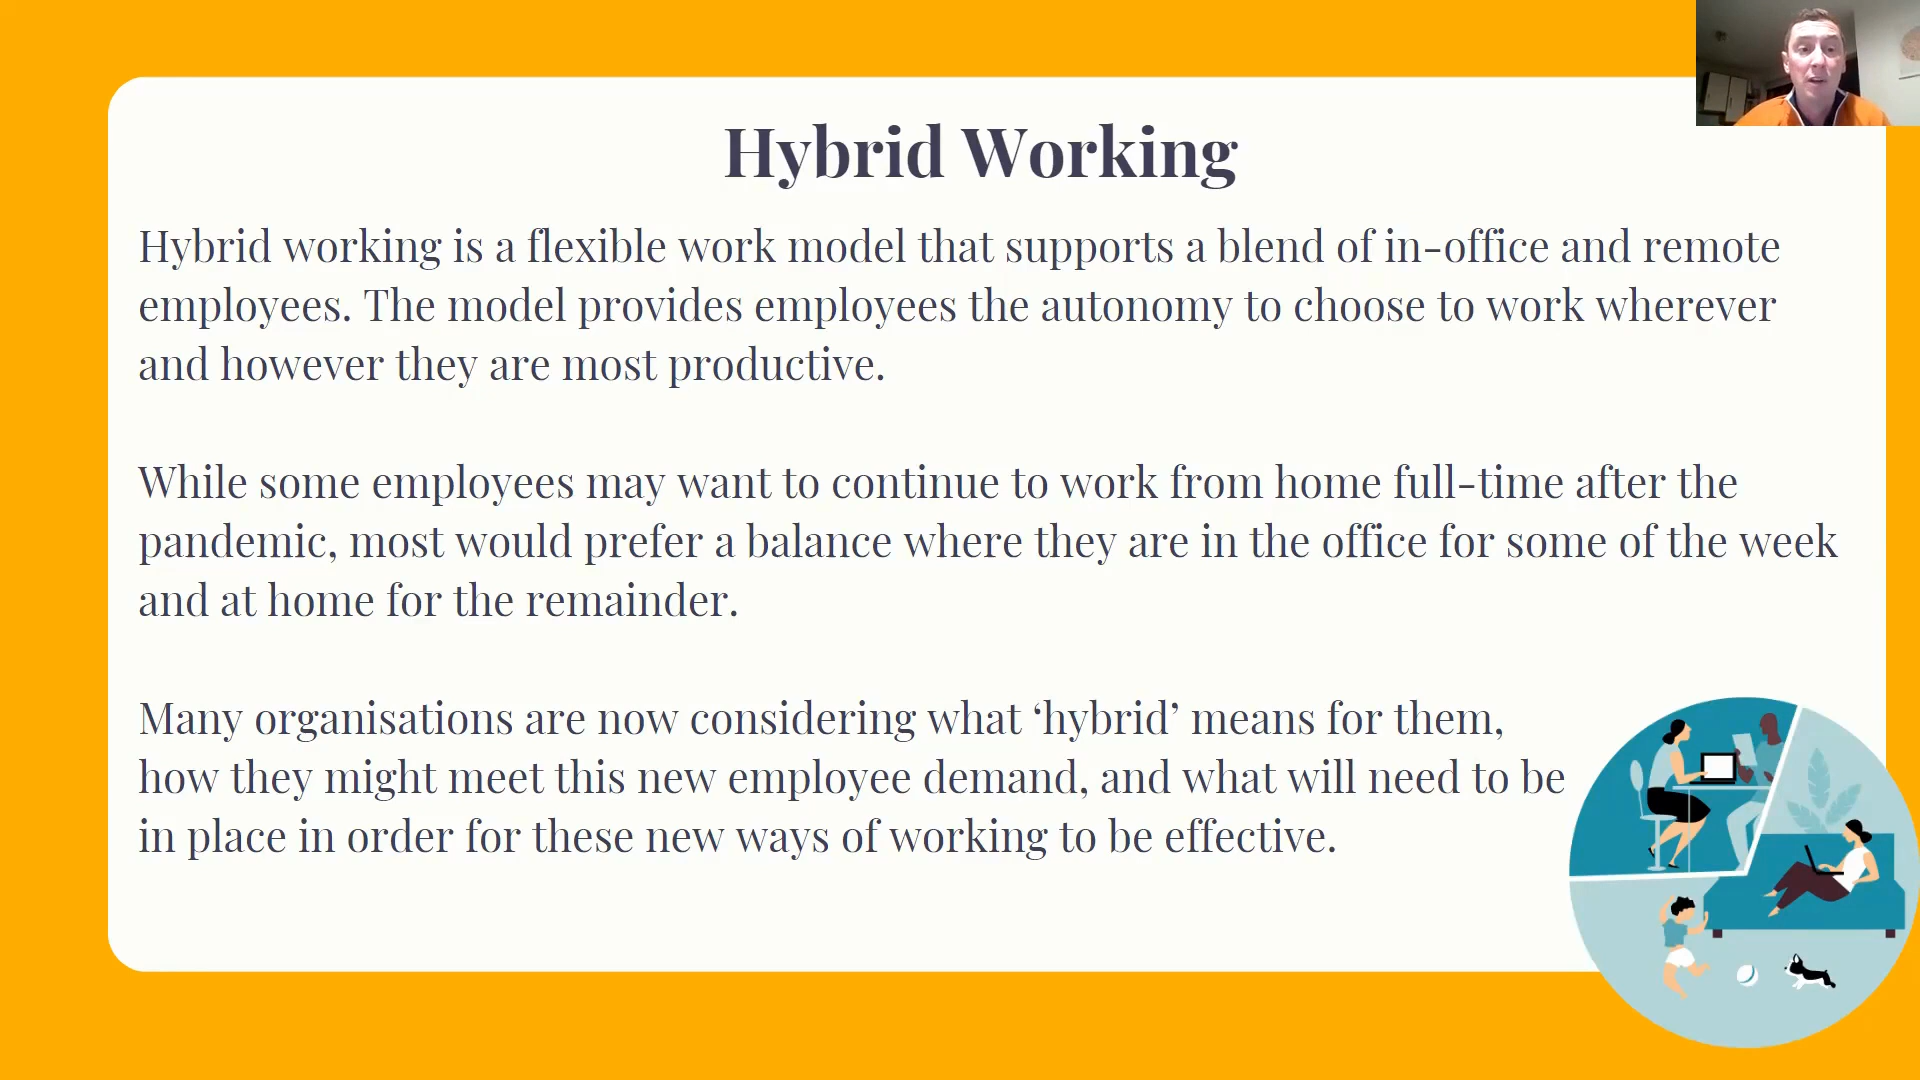 Hybrid Working
Hybrid working is a flexible work model that supports a blend of in-office and remote
employees. The model provides employees the autonomy to choose to work wherever
and however they are most productive.
While some employees may want to continue to work from home full-time after the
pandemic, most would prefer a balance where they are in the office for some of the week
and at home for the remainder.
Many organisations are now considering what ‘hybrid’ means for them,
how they might meet this new employee demand, and what will need to be
in place in order for these new ways of working to be effective.